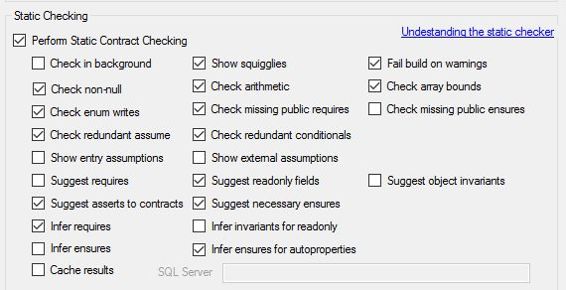 Static Checking
Perform Static Contract Checking Undestanding the static checker
Check in background Show squigglies Fail build on warnings
Check non-null Check arithmetic Check array bounds
Check enum writes Check missing public requires Check missing public ensures
Check redundant assume Check redundant conditionals
Show entry assumptions Show external assumptions
Suggest requires Suggest readonly fields Suggest object invariants
Suggest asserts to contracts Suggest necessary ensures
Infer requires Infer invariants for readonly
Infer ensures Infer ensures for autoproperties
Cache results SQL Server